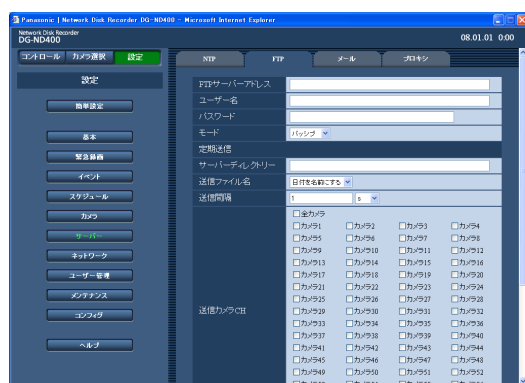 Panasonic | Network Disk Recorder DG-ND400 - Microsoft Internet Explorer
Network Disk Recorder
DG-ND400
08.01.01 0:00
コントロール カメラ選択 設定
設定
簡単設定
基本
緊急録画
イベント
スケジュール
カメラ
サーバー
ネットワーク
ユーザー管理
メンテナンス
コンフィグ
ヘルプ
NTP FTP メール プロキシ
FTPサーバーアドレス
ユーザー名
パスワード
モード パッシブ
定期送信
サーバーディレクトリー
送信ファイル名 日付を名前にする
送信間隔 1 s
送信カメラCH
全カメラ
カメラ1 カメラ2 カメラ3 カメラ4
カメラ5 カメラ6 カメラ7 カメラ8
カメラ9 カメラ10 カメラ11 カメラ12
カメラ13 カメラ14 カメラ15 カメラ16
カメラ17 カメラ18 カメラ19 カメラ20
カメラ21 カメラ22 カメラ23 カメラ24
カメラ25 カメラ26 カメラ27 カメラ28
カメラ29 カメラ30 カメラ31 カメラ32
カメラ33 カメラ34 カメラ35 カメラ36
カメラ37 カメラ38 カメラ39 カメラ40
カメラ41 カメラ42 カメラ43 カメラ44
カメラ45 カメラ46 カメラ47 カメラ48
カメラ49 カメラ50 カメラ51 カメラ52